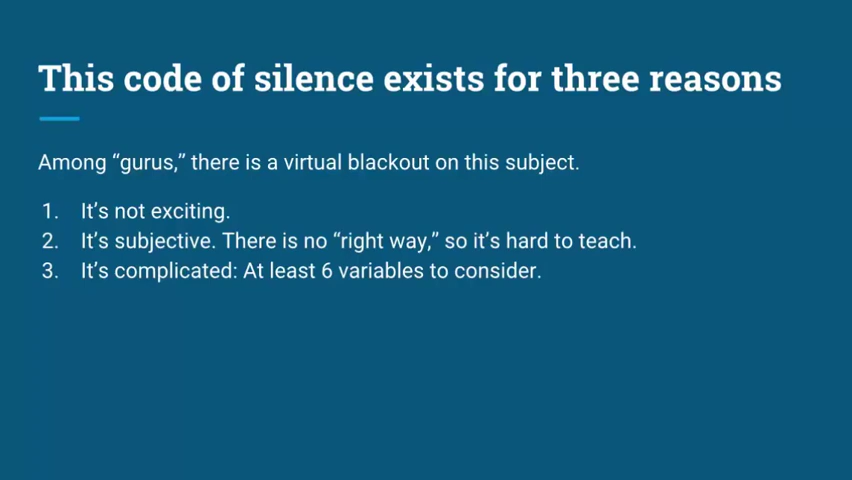 This code of silence exists for three reasons
Among “gurus,” there is a virtual blackout on this subject.
1. It’s not exciting.
2. It’s subjective. There is no “right way,” so it’s hard to teach.
3. It’s complicated: At least 6 variables to consider.